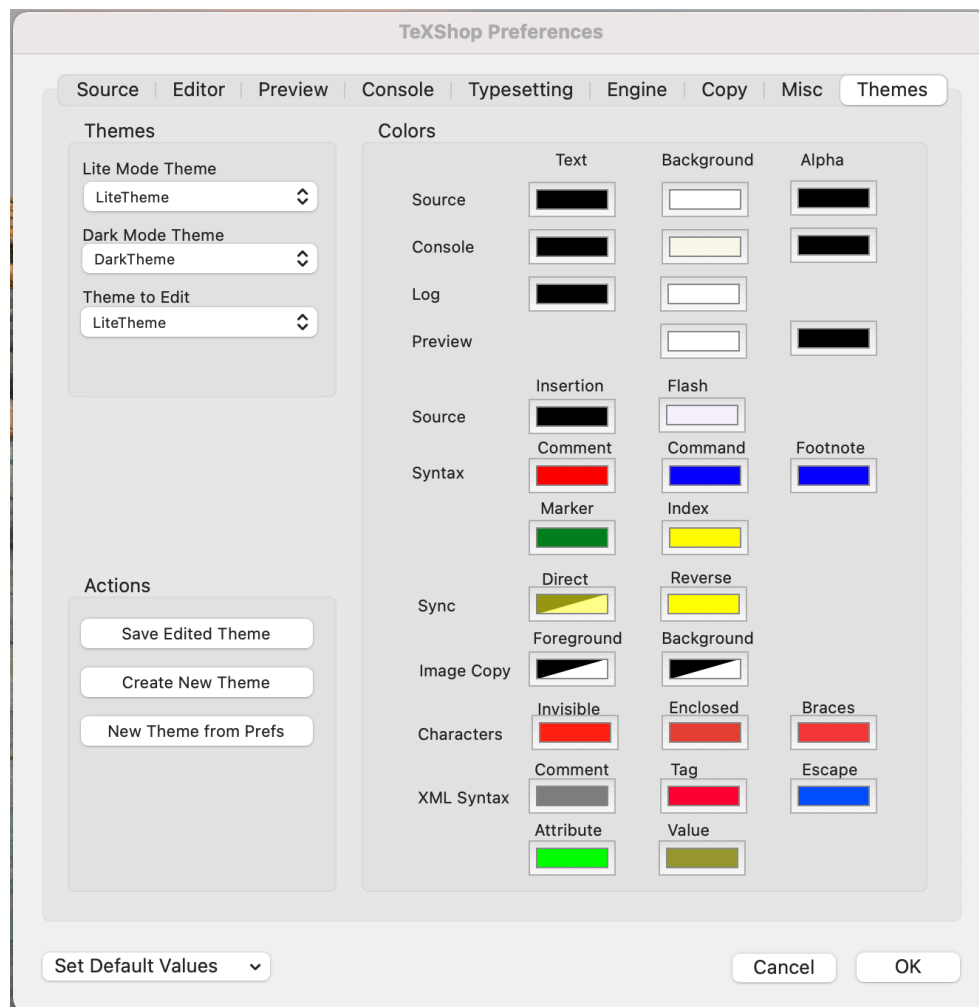 TeXShop Preferences
Source Editor Preview Console Typesetting Engine Copy Misc Themes
Themes
Lite Mode Theme
LiteTheme
Dark Mode Theme
DarkTheme
Theme to Edit
LiteTheme
Actions
Save Edited Theme
Create New Theme
New Theme from Prefs
Colors
Text Background Alpha
Source
Console
Log
Preview
Insertion Flash
Source
Comment Command Footnote
Syntax
Marker Index
Direct Reverse
Sync
Foreground Background
Image Copy
Invisible Enclosed Braces
Characters
Comment Tag Escape
XML Syntax
Attribute Value
Set Default Values
Cancel OK